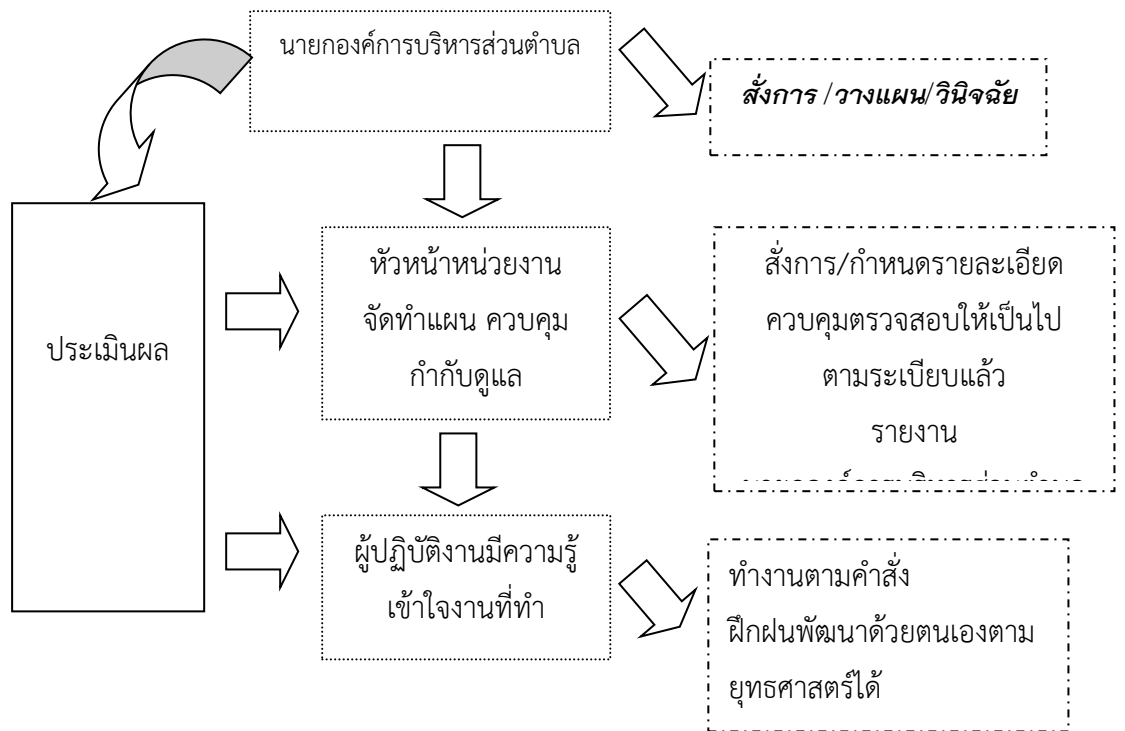 นายกองค์การบริหารส่วนตำบล
สั่งการ /วางแผน/วินิจฉัย
ประเมินผล
หัวหน้าหน่วยงาน
จัดทำแผน ควบคุม
กำกับดูแล
สั่งการ/กำหนดรายละเอียด
ควบคุมตรวจสอบให้เป็นไป
ตามระเบียบแล้ว
รายงาน
ผู้ปฏิบัติงานมีความรู้
เข้าใจงานที่ทำ
ทำงานตามคำสั่ง
ฝึกฝนพัฒนาด้วยตนเองตาม
ยุทธศาสตร์ได้